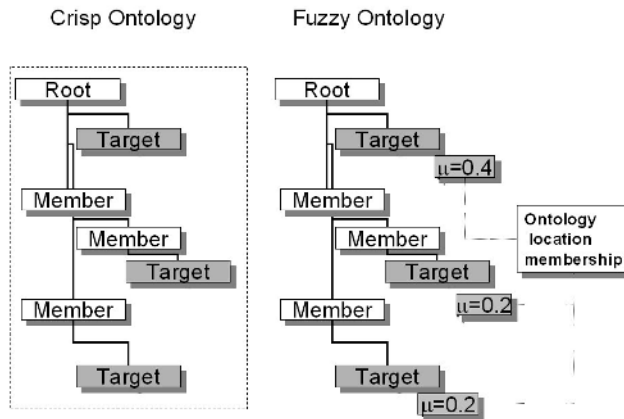 Crisp Ontology
Fuzzy Ontology
Root
Target
Member
Member
Target
Member
Target
Root
Target
μ=0.4
Member
Member
Target
μ=0.2
Member
Target
μ=0.2
Ontology
location
membership